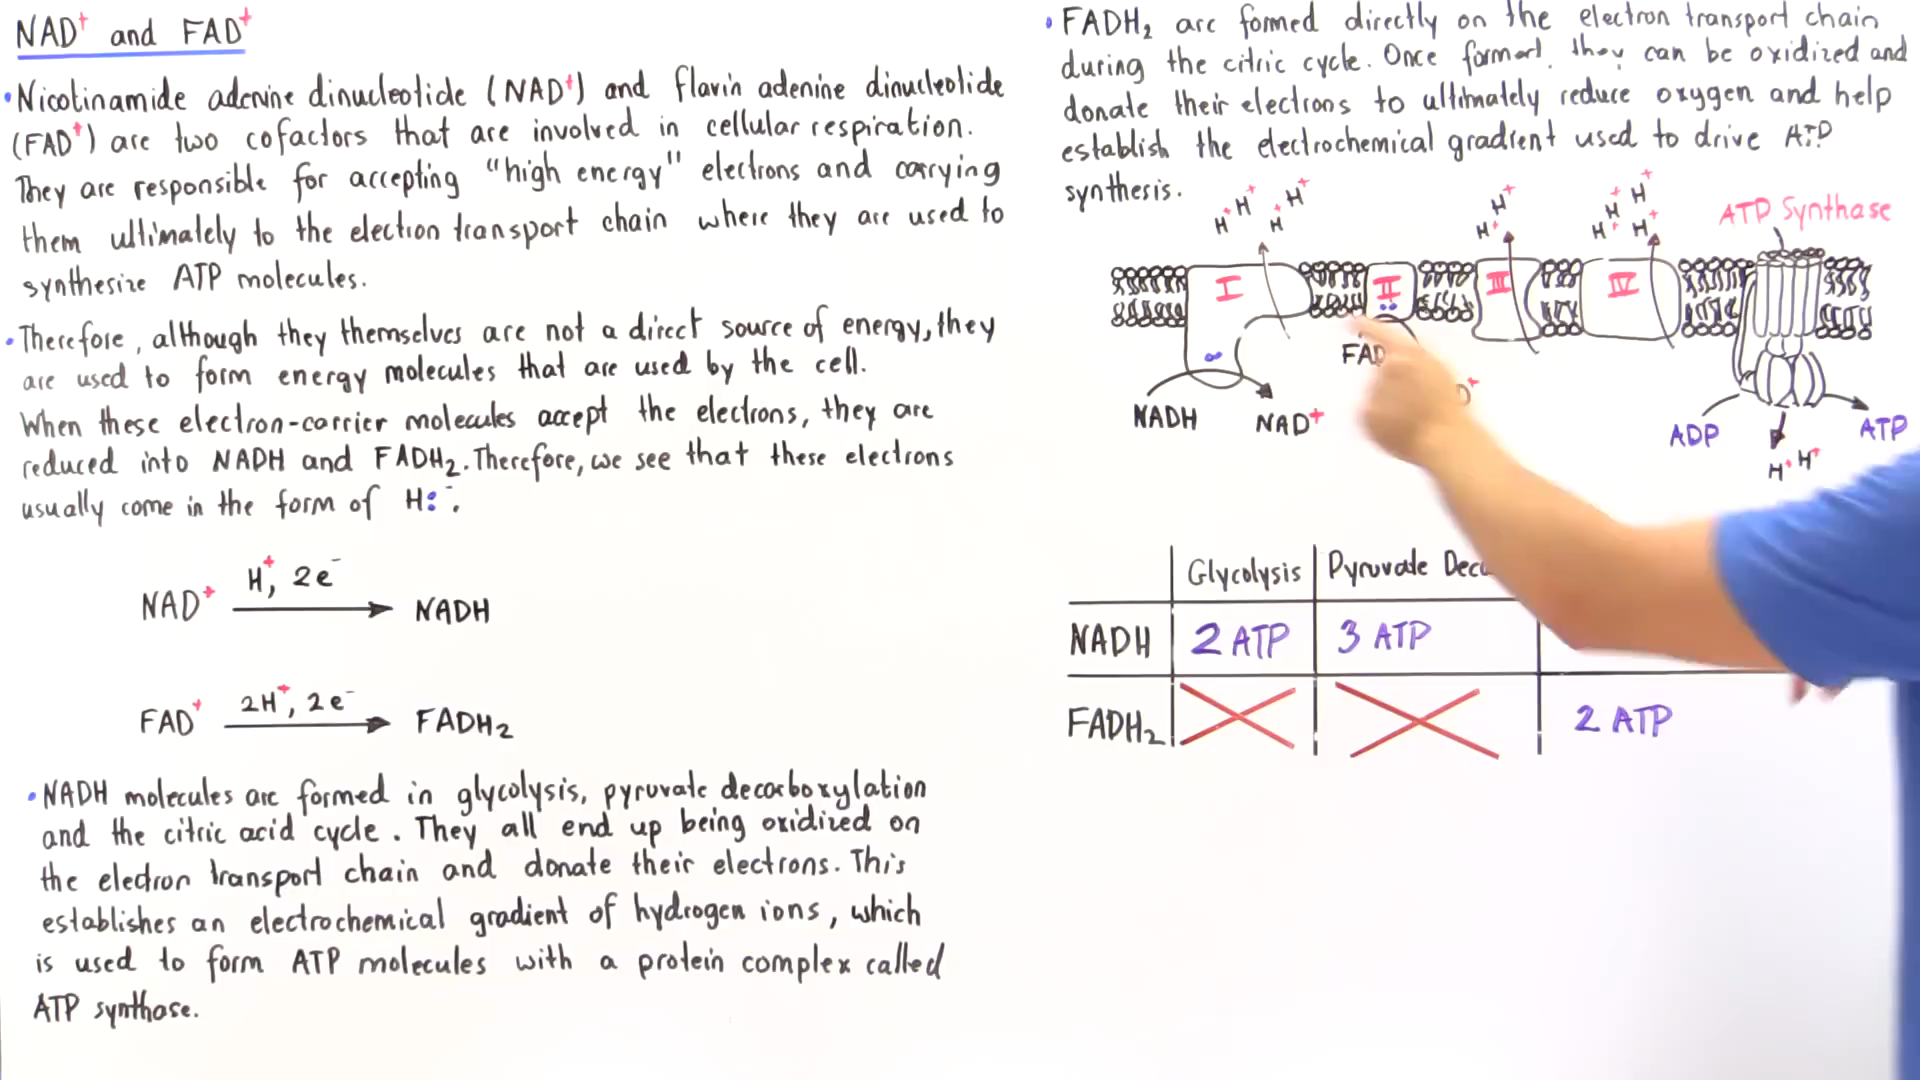 NAD⁺ and FAD⁺
• Nicotinamide adenine dinucleotide (NAD⁺) and flavin adenine dinucleotide
(FAD⁺) are two cofactors that are involved in cellular respiration.
They are responsible for accepting "high energy" electrons and carrying
them ultimately to the electron transport chain where they are used to
synthesize ATP molecules.
• Therefore, although they themselves are not a direct source of energy, they
are used to form energy molecules that are used by the cell.
When these electron-carrier molecules accept the electrons, they are
reduced into NADH and FADH₂. Therefore, we see that these electrons
usually come in the form of H:⁻.
H⁺, 2e⁻
NAD⁺ → NADH
2H⁺, 2e⁻
FAD⁺ → FADH₂
• NADH molecules are formed in glycolysis, pyruvate decarboxylation
and the citric acid cycle. They all end up being oxidized on
the electron transport chain and donate their electrons. This
establishes an electrochemical gradient of hydrogen ions, which
is used to form ATP molecules with a protein complex called
ATP synthase.
• FADH₂ are formed directly on the electron transport chain
during the citric cycle. Once formed, they can be oxidized and
donate their electrons to ultimately reduce oxygen and help
establish the electrochemical gradient used to drive ATP
synthesis.
H⁺ H⁺ H⁺ H⁺
H⁺ H⁺
H⁺ H⁺ H⁺ H⁺
ATP Synthase
I II III IV
FAD
NADH NAD⁺
ADP ATP
H⁺ H⁺
Glycolysis Pyruvate
NADH 2 ATP 3 ATP
FADH₂ 2 ATP